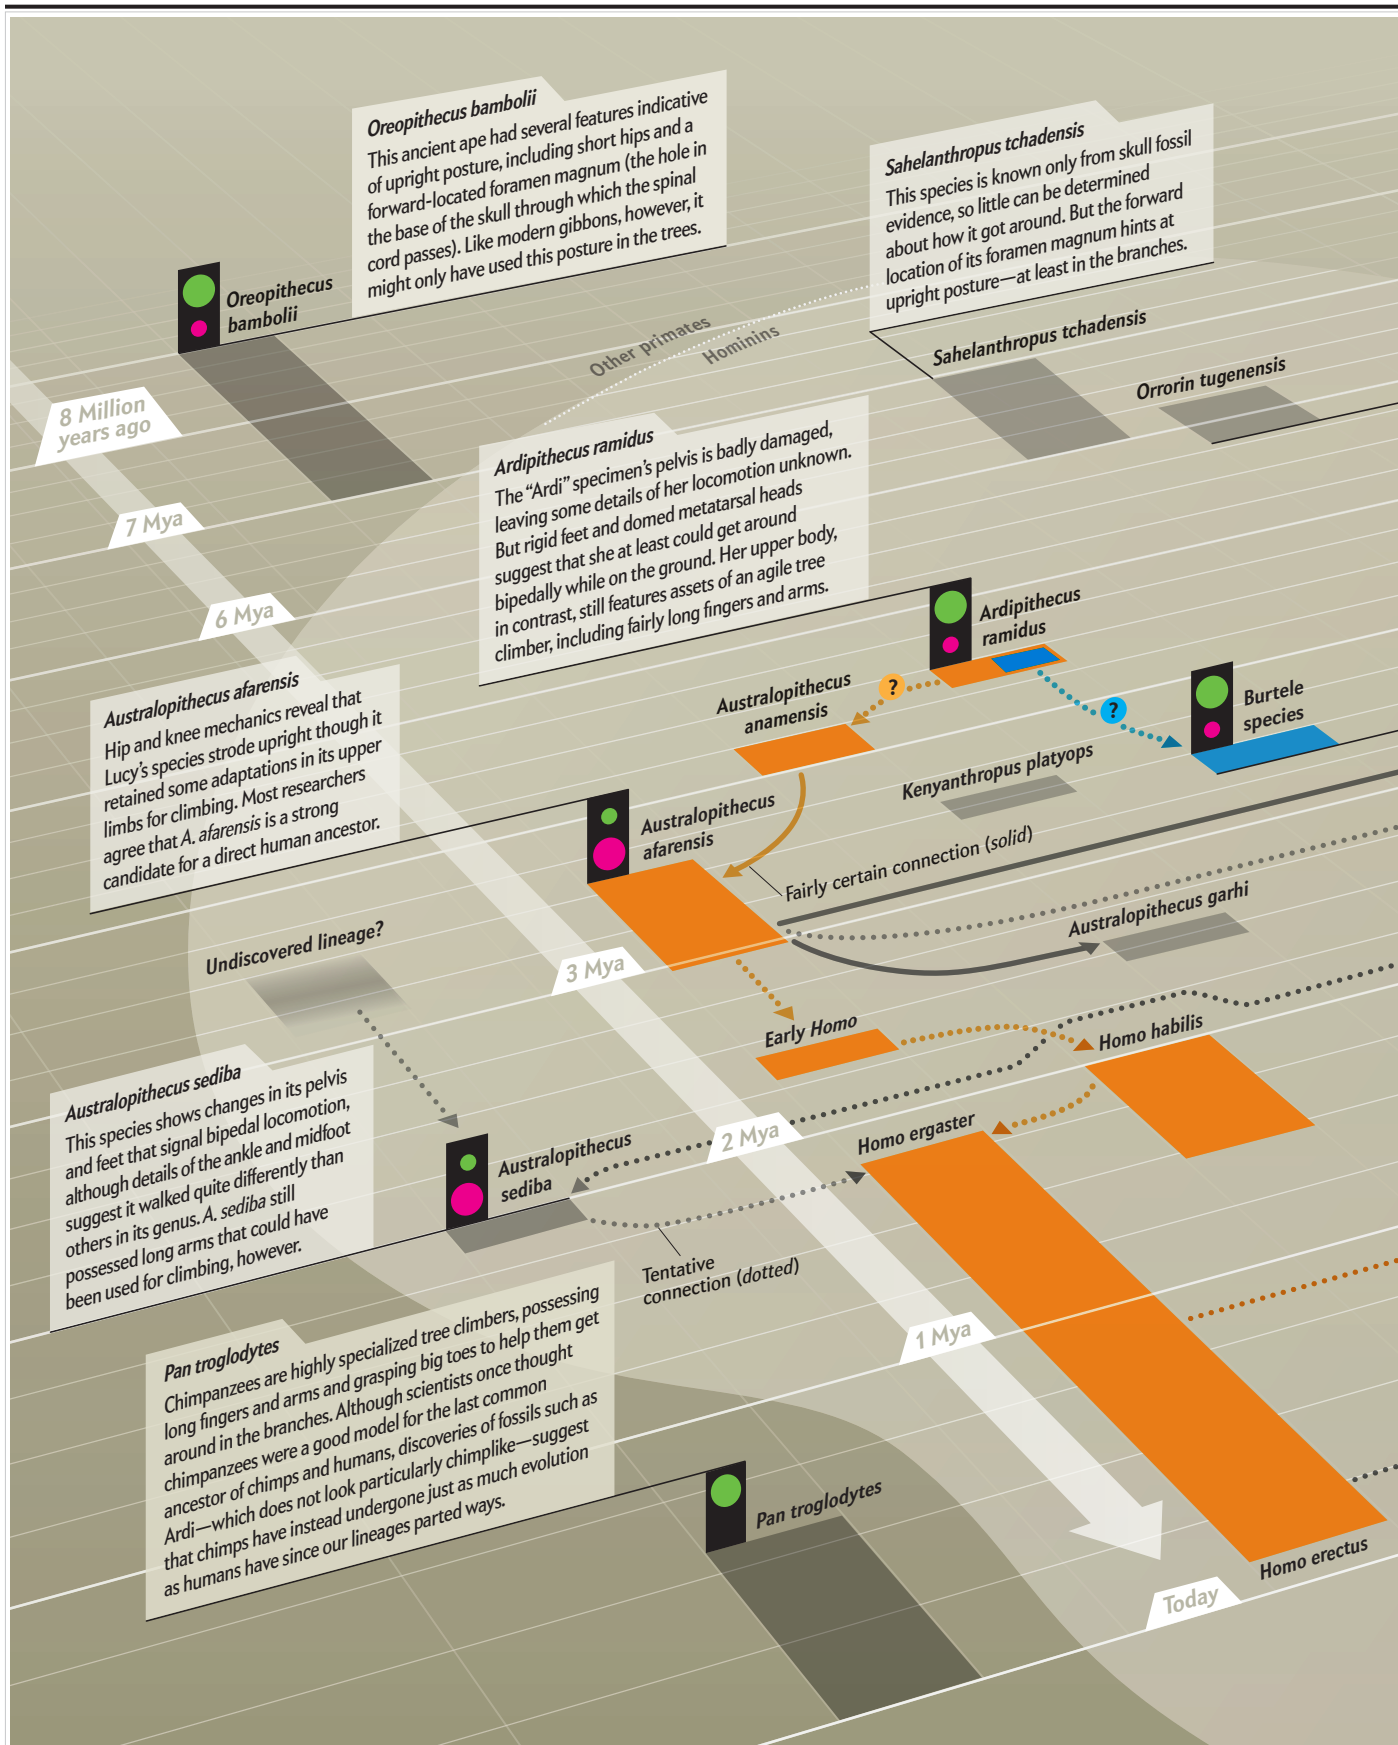 Oreopithecus bambolii
This ancient ape had several features indicative
of upright posture, including short hips and a
forward-located foramen magnum (the hole in
the base of the skull through which the spinal
cord passes). Like modern gibbons, however, it
might only have used this posture in the trees.
Sahelanthropus tchadensis
This species is known only from skull fossil
evidence, so little can be determined
about how it got around. But the forward
location of its foramen magnum hints at
upright posture—at least in the branches.
Oreopithecus
bambolii
Other primates
Hominins
Sahelanthropus tchadensis
Orrorin tugenensis
8 Million
years ago
Ardipithecus ramidus
The “Ardi” specimen’s pelvis is badly damaged,
leaving some details of her locomotion unknown.
But rigid feet and domed metatarsal heads
suggest that she at least could get around
bipedally while on the ground. Her upper body,
in contrast, still features assets of an agile tree
climber, including fairly long fingers and arms.
7 Mya
6 Mya
Ardipithecus
ramidus
Australopithecus afarensis
Hip and knee mechanics reveal that
Lucy’s species strode upright though it
retained some adaptations in its upper
limbs for climbing. Most researchers
agree that A. afarensis is a strong
candidate for a direct human ancestor.
?
Australopithecus
anamensis
?
Burtele
species
Kenyanthropus platyops
Australopithecus
afarensis
Fairly certain connection (solid)
Australopithecus garhi
Undiscovered lineage?
3 Mya
Early Homo
Homo habilis
Australopithecus sediba
This species shows changes in its pelvis
and feet that signal bipedal locomotion,
although details of the ankle and midfoot
suggest it walked quite differently than
others in its genus. A. sediba still
possessed long arms that could have
been used for climbing, however.
2 Mya
Homo ergaster
Australopithecus
sediba
Tentative
connection (dotted)
1 Mya
Pan troglodytes
Chimpanzees are highly specialized tree climbers, possessing
long fingers and arms and grasping big toes to help them get
around in the branches. Although scientists once thought
chimpanzees were a good model for the last common
ancestor of chimps and humans, discoveries of fossils such as
Ardi—which does not look particularly chimplike—suggest
that chimps have instead undergone just as much evolution
as humans have since our lineages parted ways.
Pan troglodytes
Homo erectus
Today